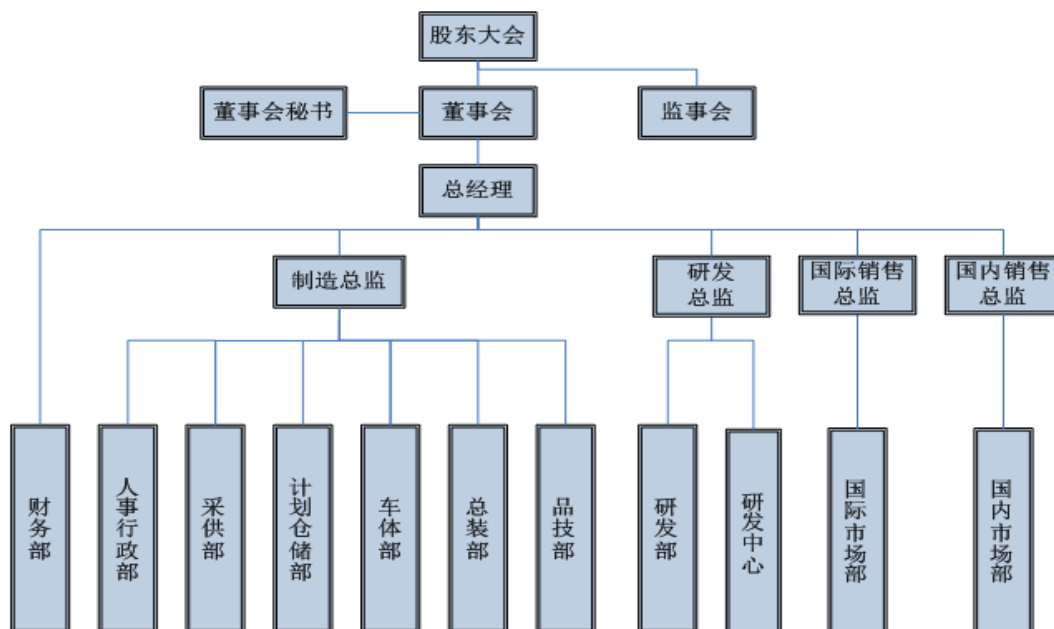 股东大会
董事会秘书
董事会
监事会
总经理
制造总监
研发
总监
国际销售
总监
国内销售
总监
财务部
人事行政部
采供部
计划仓储部
车体部
总装部
品技部
研发部
研发中心
国际市场部
国内市场部